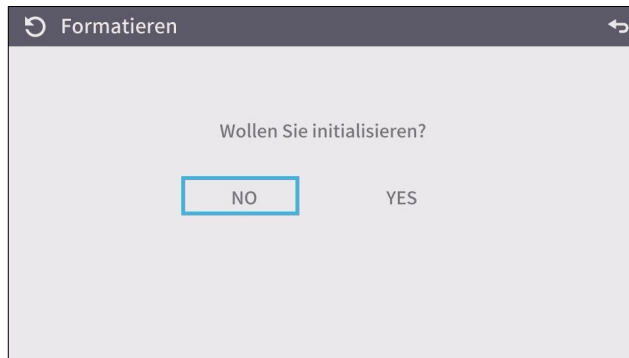 Formatieren
Wollen Sie initialisieren?
NO YES